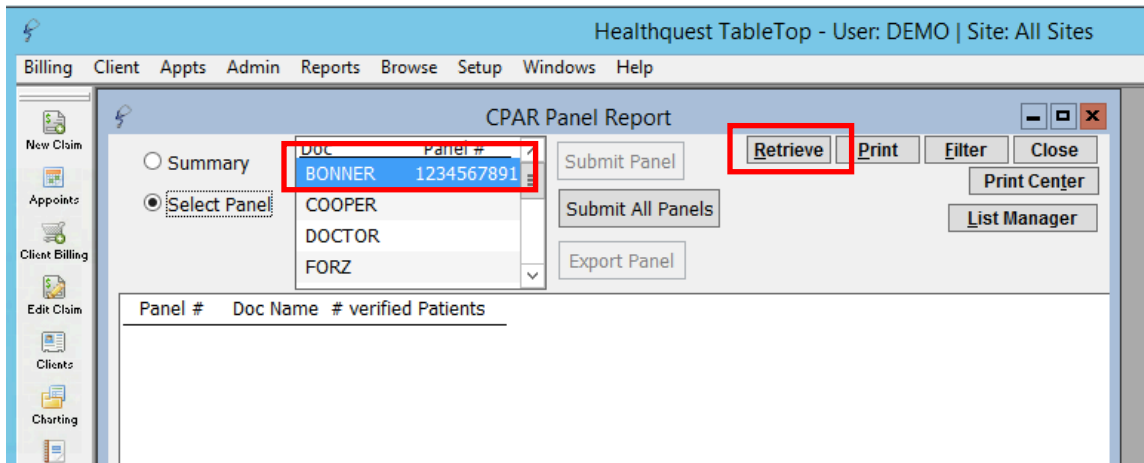 Healthquest TableTop - User: DEMO | Site: All Sites
Billing Client Appts Admin Reports Browse Setup Windows Help
CPAR Panel Report
New Claim
Appoints
Client Billing
Edit Claim
Clients
Charting
Summary
Select Panel
Doc Panel #
BONNER 1234567891
COOPER
DOCTOR
FORZ
Submit Panel
Submit All Panels
Export Panel
Retrieve Print Filter Close
Print Center
List Manager
Panel # Doc Name # verified Patients